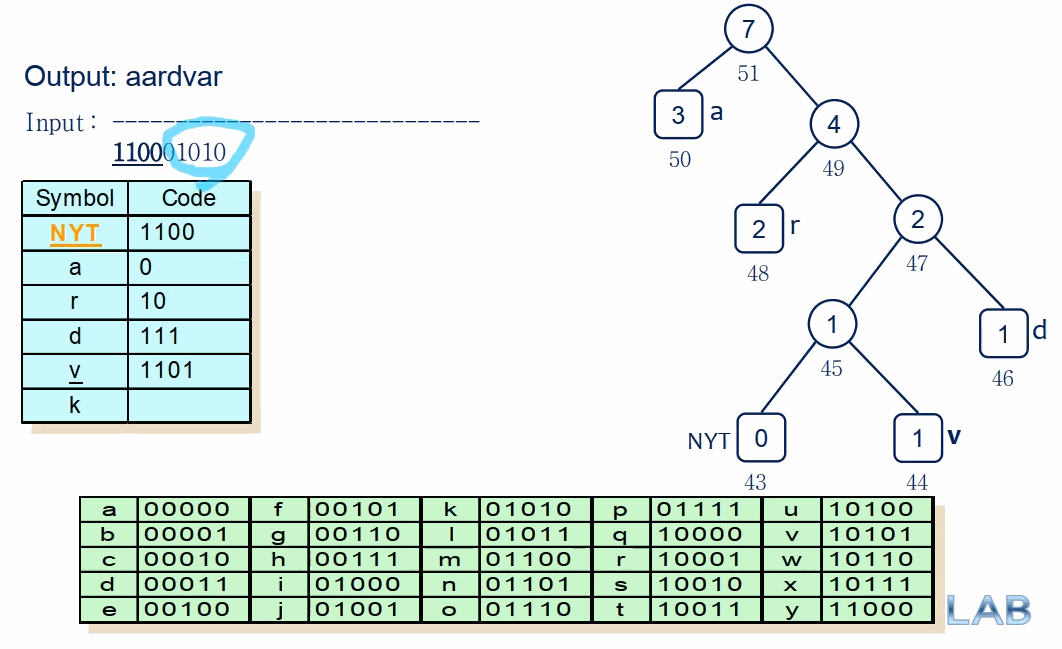 Output: aardvar
Input : -----------------------------
110001010
Symbol Code
NYT 1100
a 0
r 10
d 111
v 1101
k
7
51
3 a
50
4
49
2 r
48
2
47
1
45
1 d
46
NYT 0
43
1 v
44
a 00000 f 00101 k 01010 p 01111 u 10100
b 00001 g 00110 l 01011 q 10000 v 10101
c 00010 h 00111 m 01100 r 10001 w 10110
d 00011 i 01000 n 01101 s 10010 x 10111
e 00100 j 01001 o 01110 t 10011 y 11000
LAB